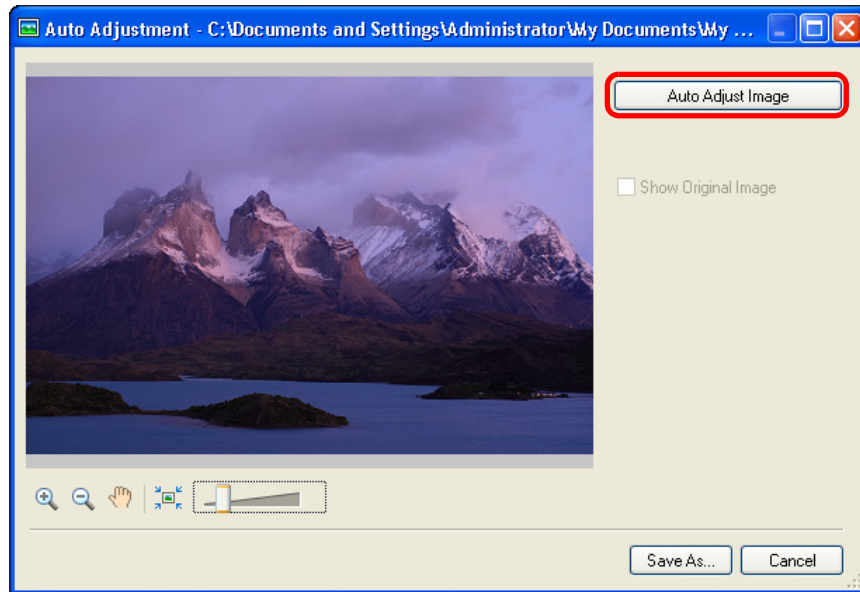 Auto Adjustment - C:\Documents and Settings\Administrator\My Documents\My ...
Auto Adjust Image
Show Original Image
Save As...
Cancel